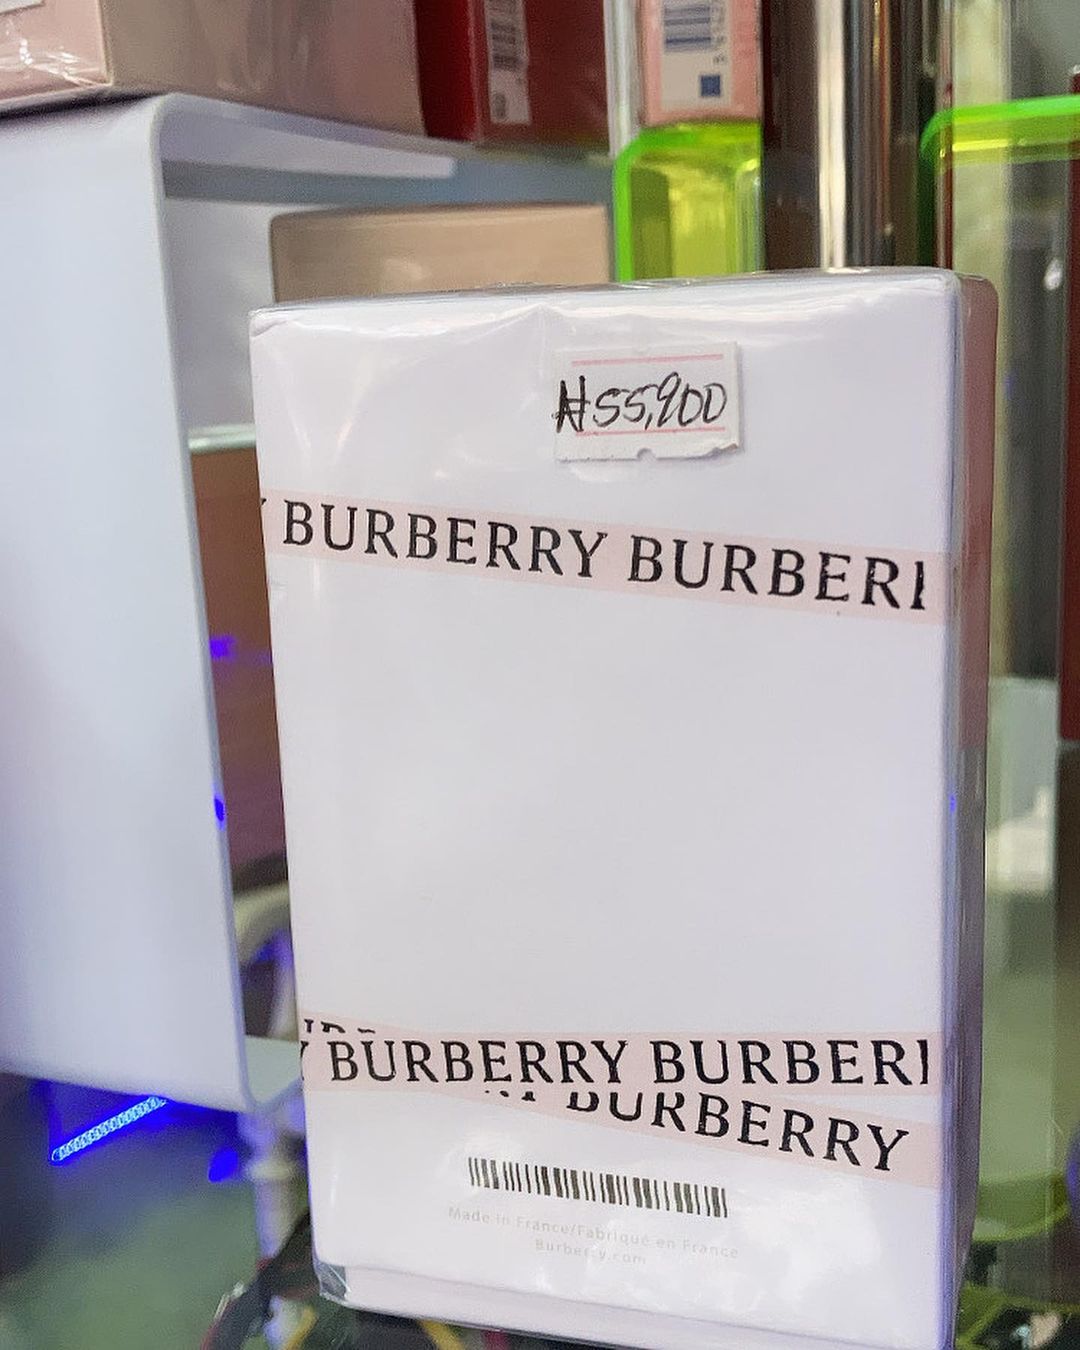 ₦55,900
BURBERRY BURBER
BURBERRY BURBER
BURBERRY
Made in France/Fabriqué en France
Burberry.com